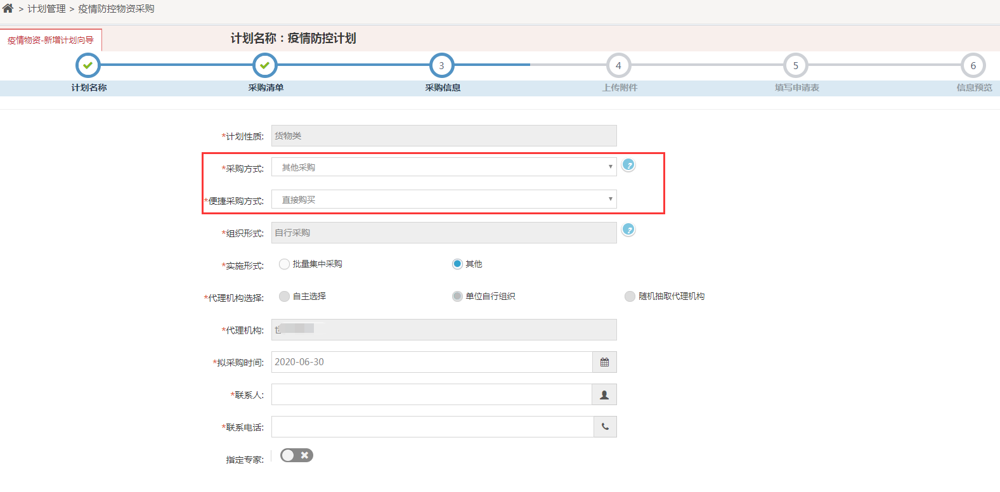 > 计划管理 > 疫情防控物资采购
疫情物资-新增计划向导
计划名称：疫情防控计划
3 4 5 6
计划名称 采购清单 采购信息 上传附件 填写申请表 信息预览
*计划性质: 货物类
*采购方式: 其他采购
*便捷采购方式: 直接购买
*组织形式: 自行采购
*实施形式: 批量集中采购 其他
*代理机构选择: 自主选择 单位自行组织 随机抽取代理机构
*代理机构:
*拟采购时间: 2020-06-30
*联系人:
*联系电话:
指定专家: